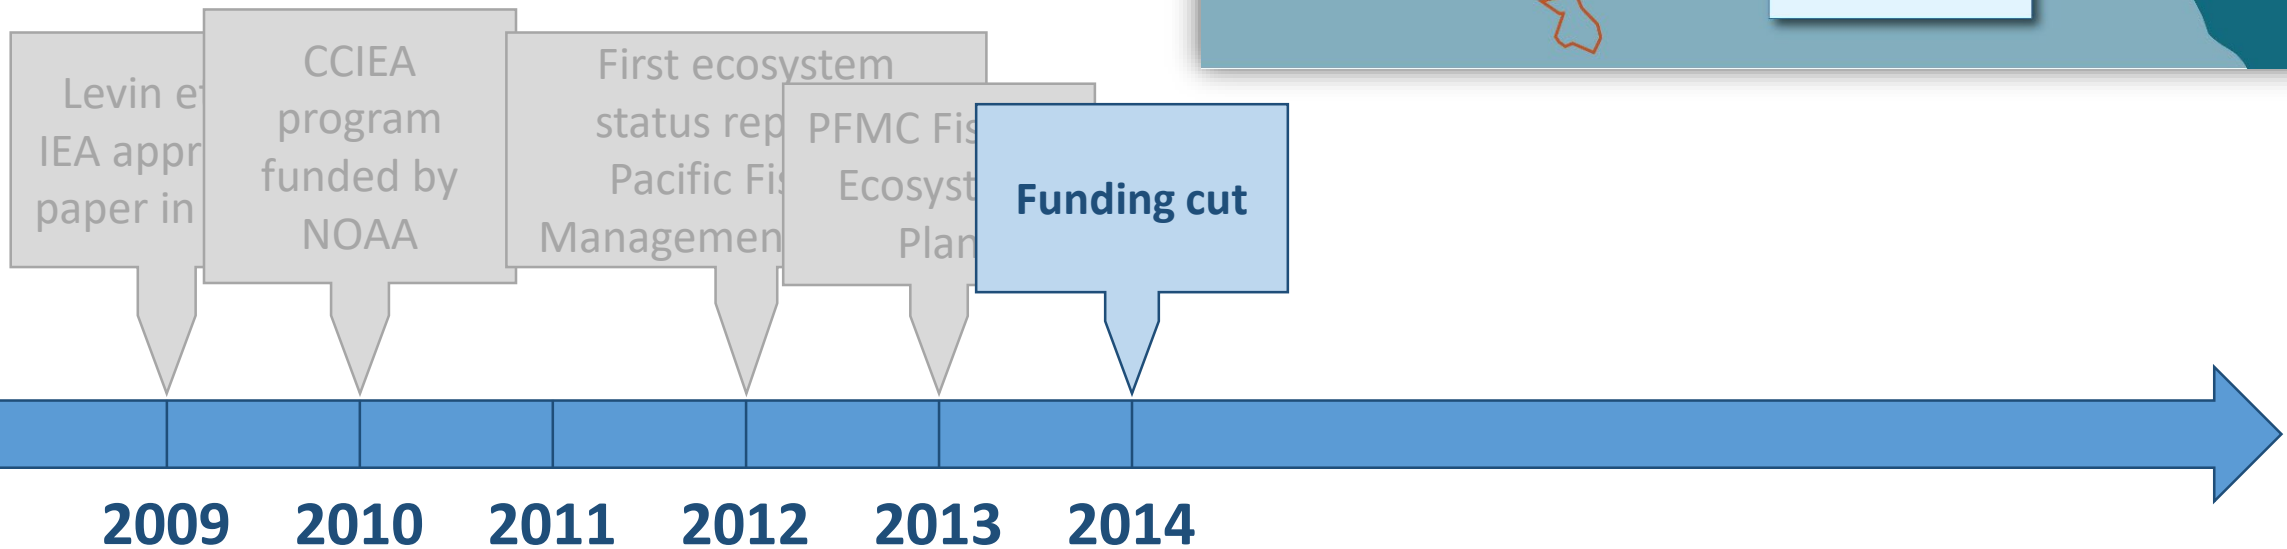 Levin et
IEA appr
paper in
CCIEA
program
funded by
NOAA
First ecosystem
status rep
Pacific Fis
Managemen
PFMC Fis
Ecosyst
Plan
Funding cut
2009 2010 2011 2012 2013 2014